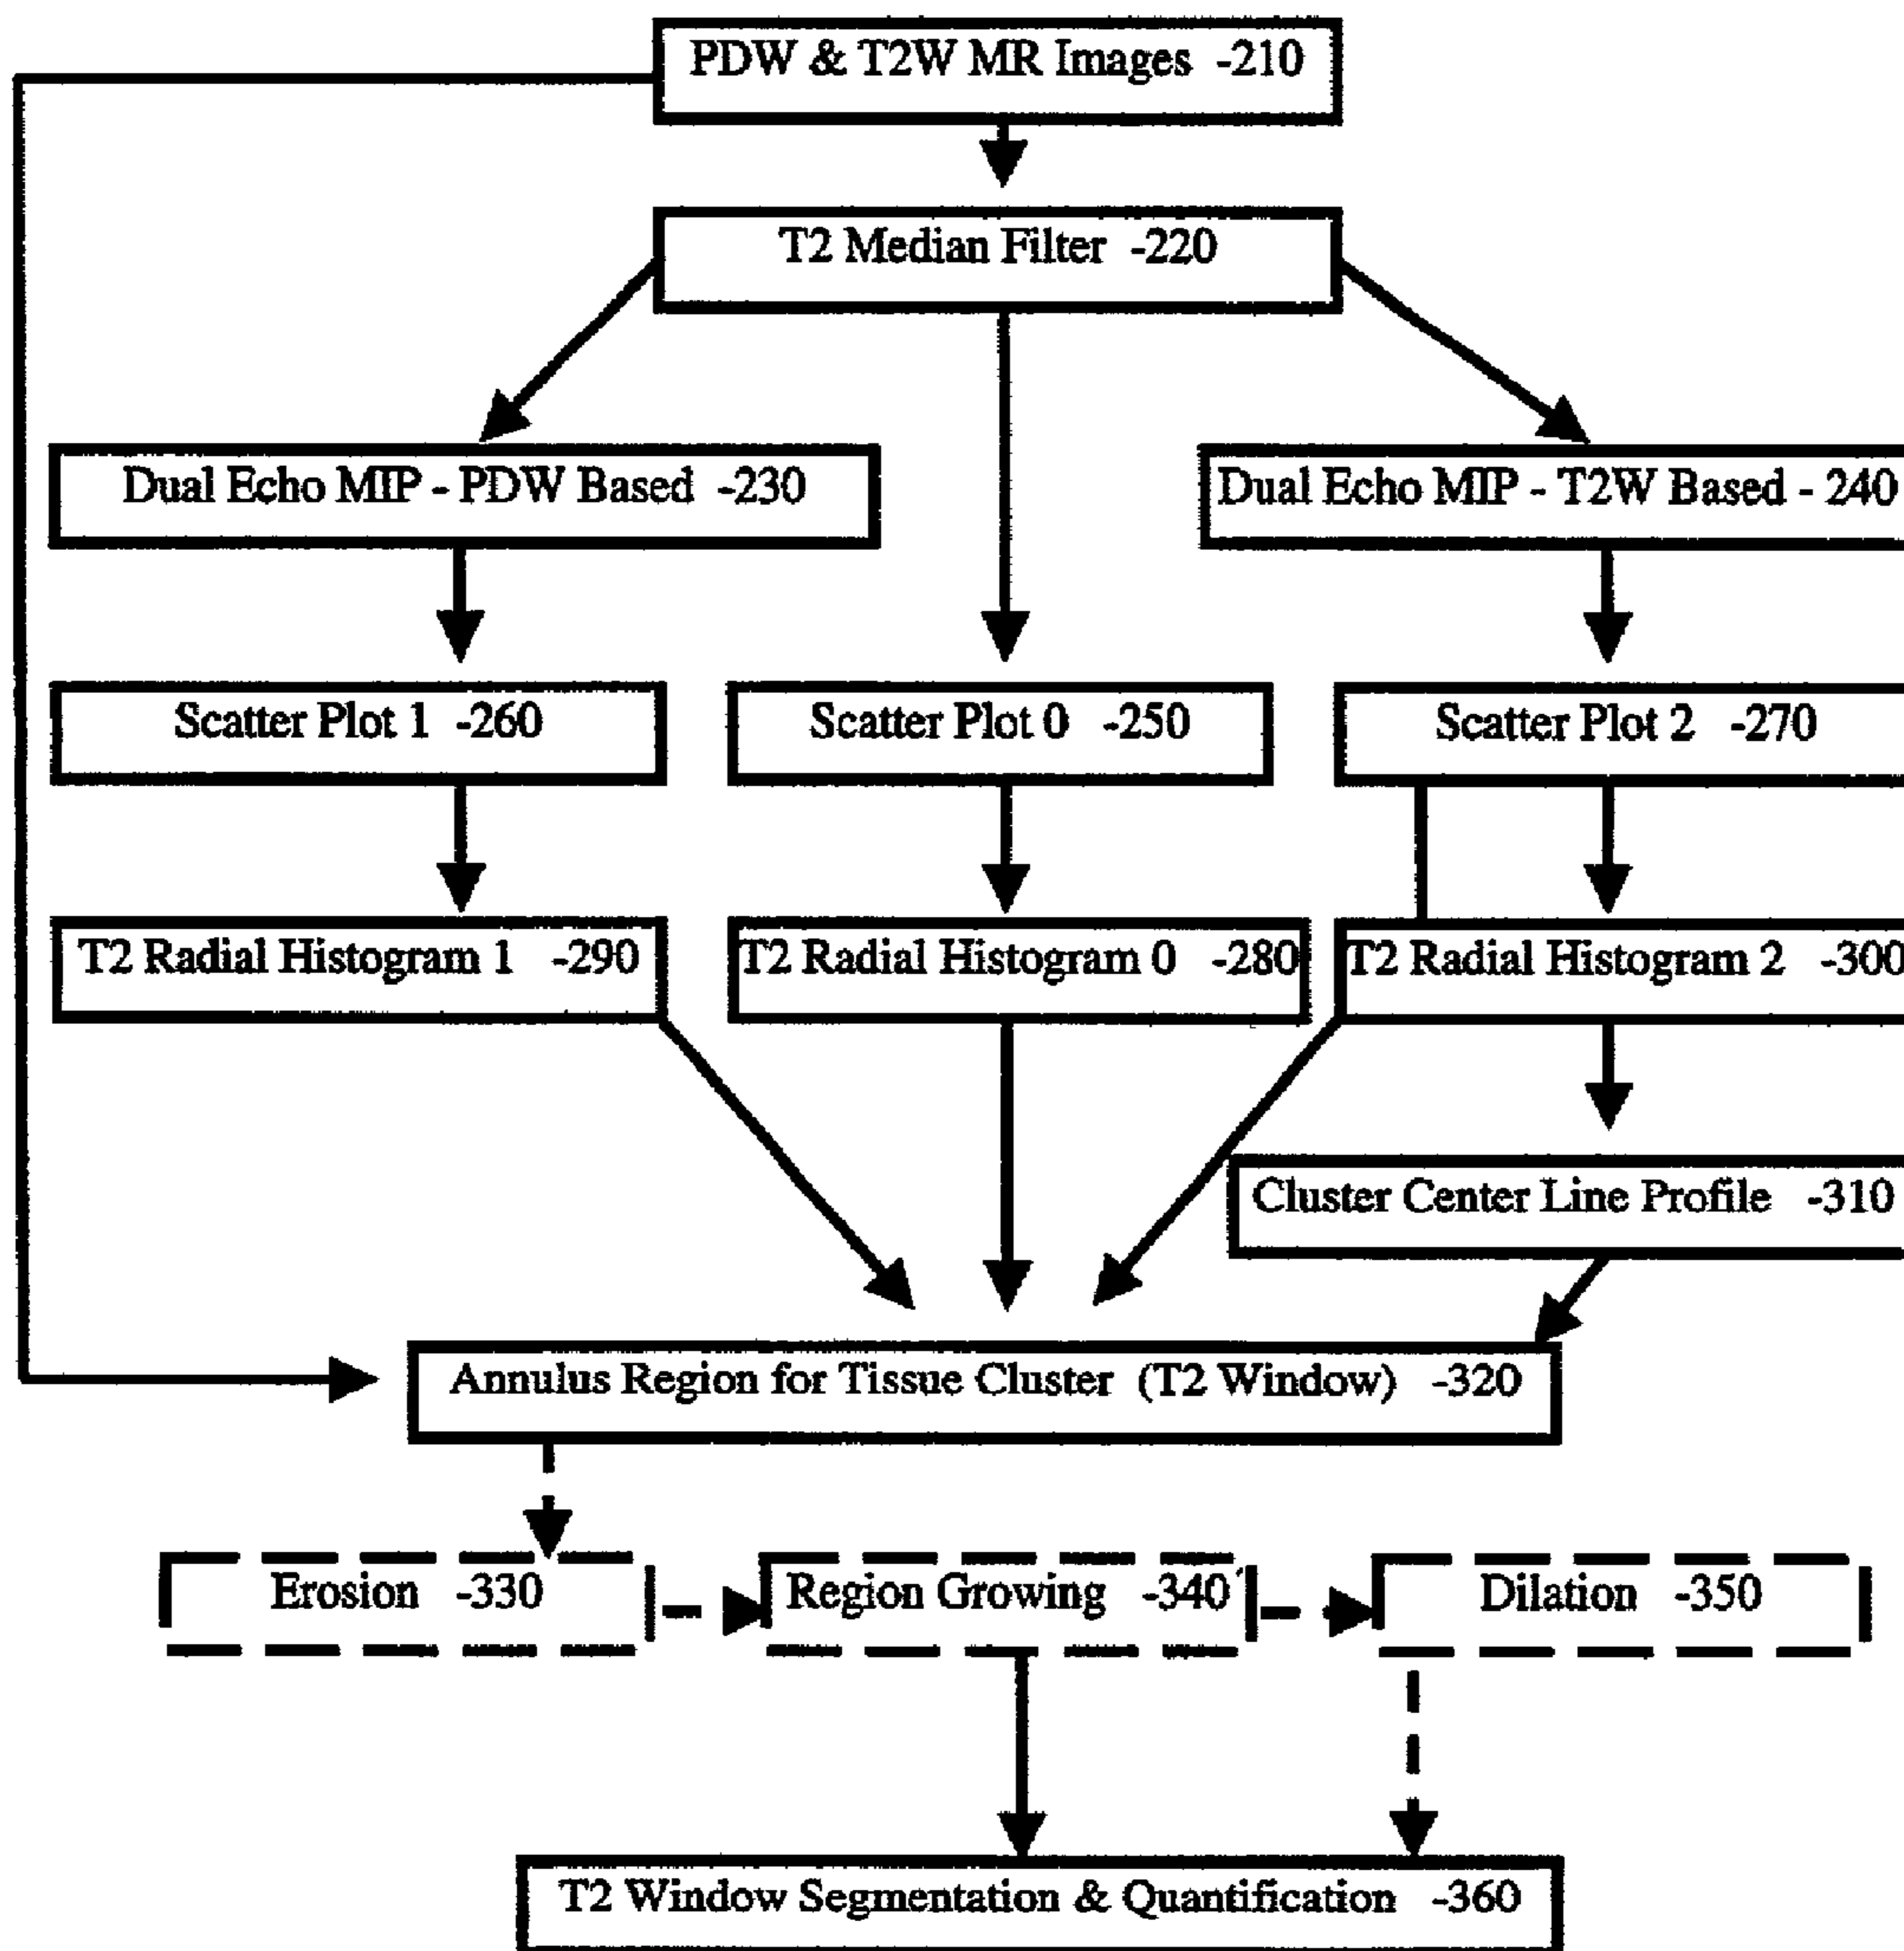 PDW & T2W MR Images -210
T2 Median Filter -220
Dual Echo MIP - PDW Based -230
Dual Echo MIP - T2W Based - 240
Scatter Plot 1 -260
Scatter Plot 0 -250
Scatter Plot 2 -270
T2 Radial Histogram 1 -290
T2 Radial Histogram 0 -280
T2 Radial Histogram 2 -300
Cluster Center Line Profile -310
Annulus Region for Tissue Cluster (T2 Window) -320
Erosion -330
Region Growing -340
Dilation -350
T2 Window Segmentation & Quantification -360